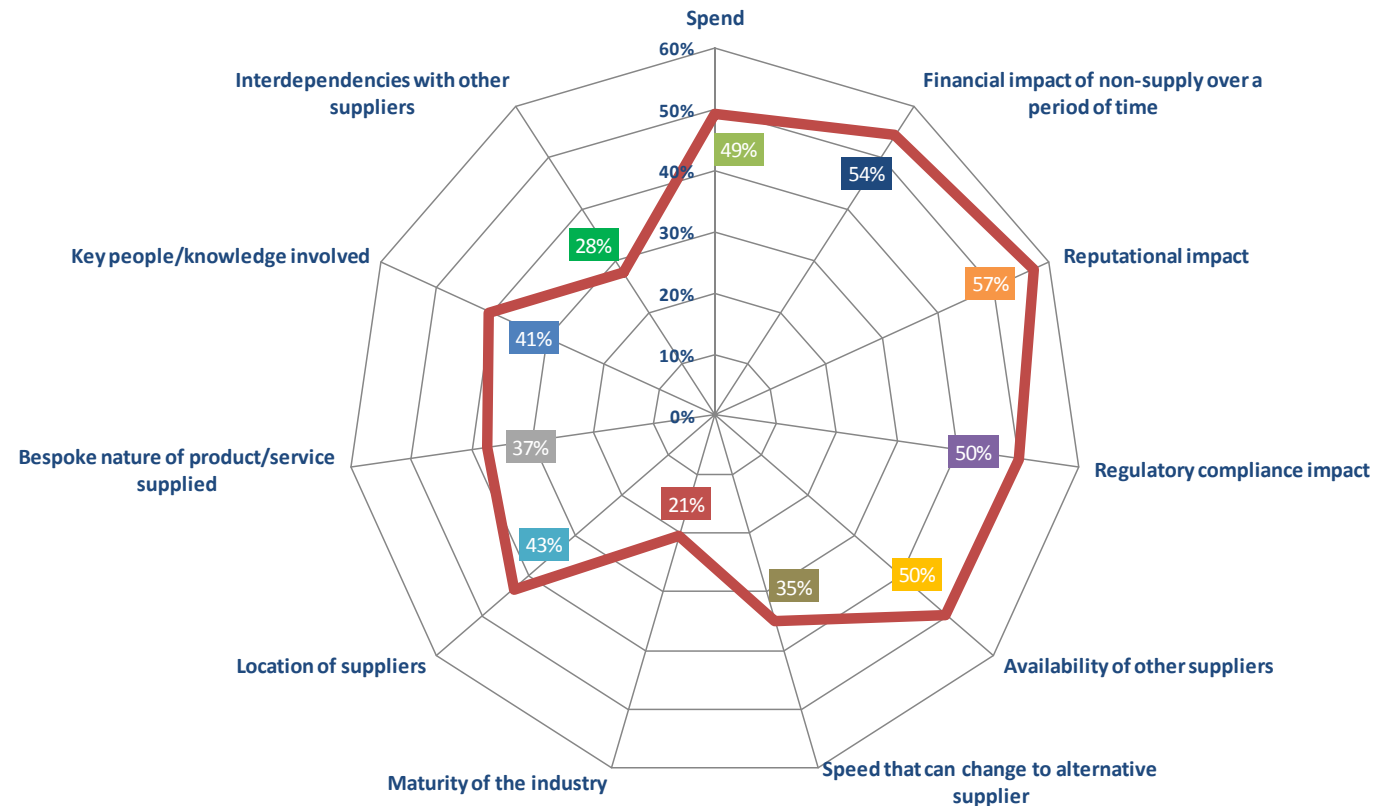 Spend
60%
Interdependencies with other
suppliers
Financial impact of non-supply over a
period of time
50%
49%
54%
40%
30%
28%
Key people/knowledge involved
Reputational impact
57%
20%
41%
10%
0%
37%
50%
Bespoke nature of product/service
supplied
Regulatory compliance impact
21%
43%
35%
50%
Location of suppliers
Availability of other suppliers
Maturity of the industry
Speed that can change to alternative
supplier